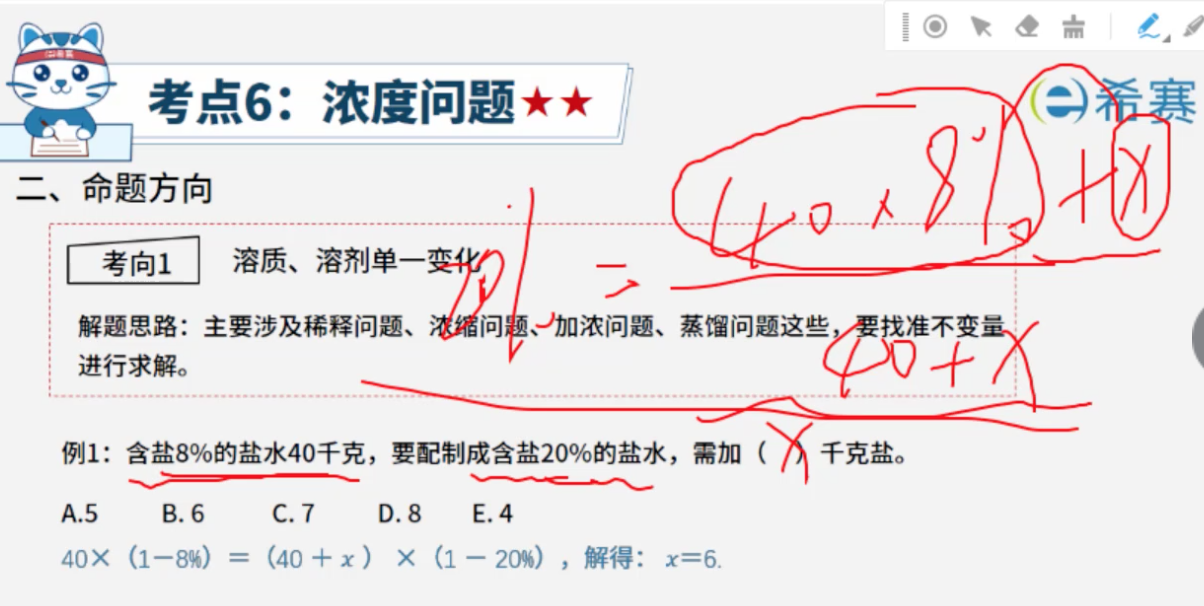 考点6：浓度问题★★
希赛
二、命题方向
考向1 溶质、溶剂单一变化
40×8%+x
20%=
40+x
解题思路：主要涉及稀释问题、浓缩问题、加浓问题、蒸馏问题这些，要找准不变量
进行求解。
例1：含盐8%的盐水40千克，要配制成含盐20%的盐水，需加（ x ）千克盐。
A.5 B. 6 C. 7 D. 8 E. 4
40×（1－8%）＝（40＋x）×（1－20%），解得：x＝6.